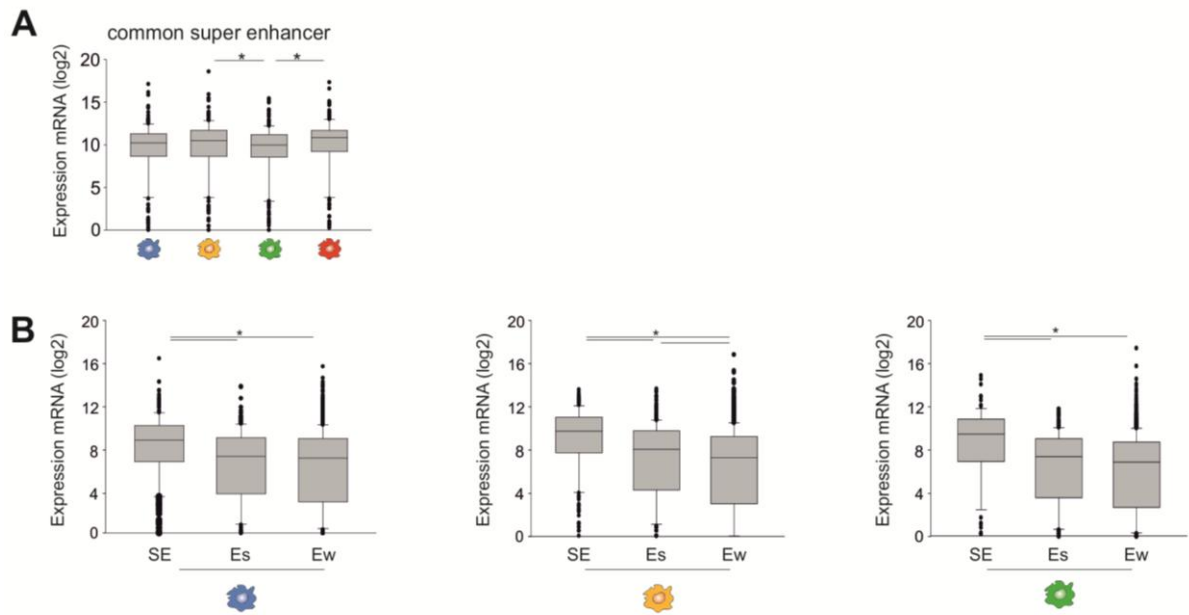 A
common super enhancer
Expression mRNA (log2)
20
15
10
5
0
* *
B
Expression mRNA (log2)
20
16
12
8
4
0
*
SE Es Ew
Expression mRNA (log2)
20
16
12
8
4
0
*
SE Es Ew
Expression mRNA (log2)
20
16
12
8
4
0
*
SE Es Ew